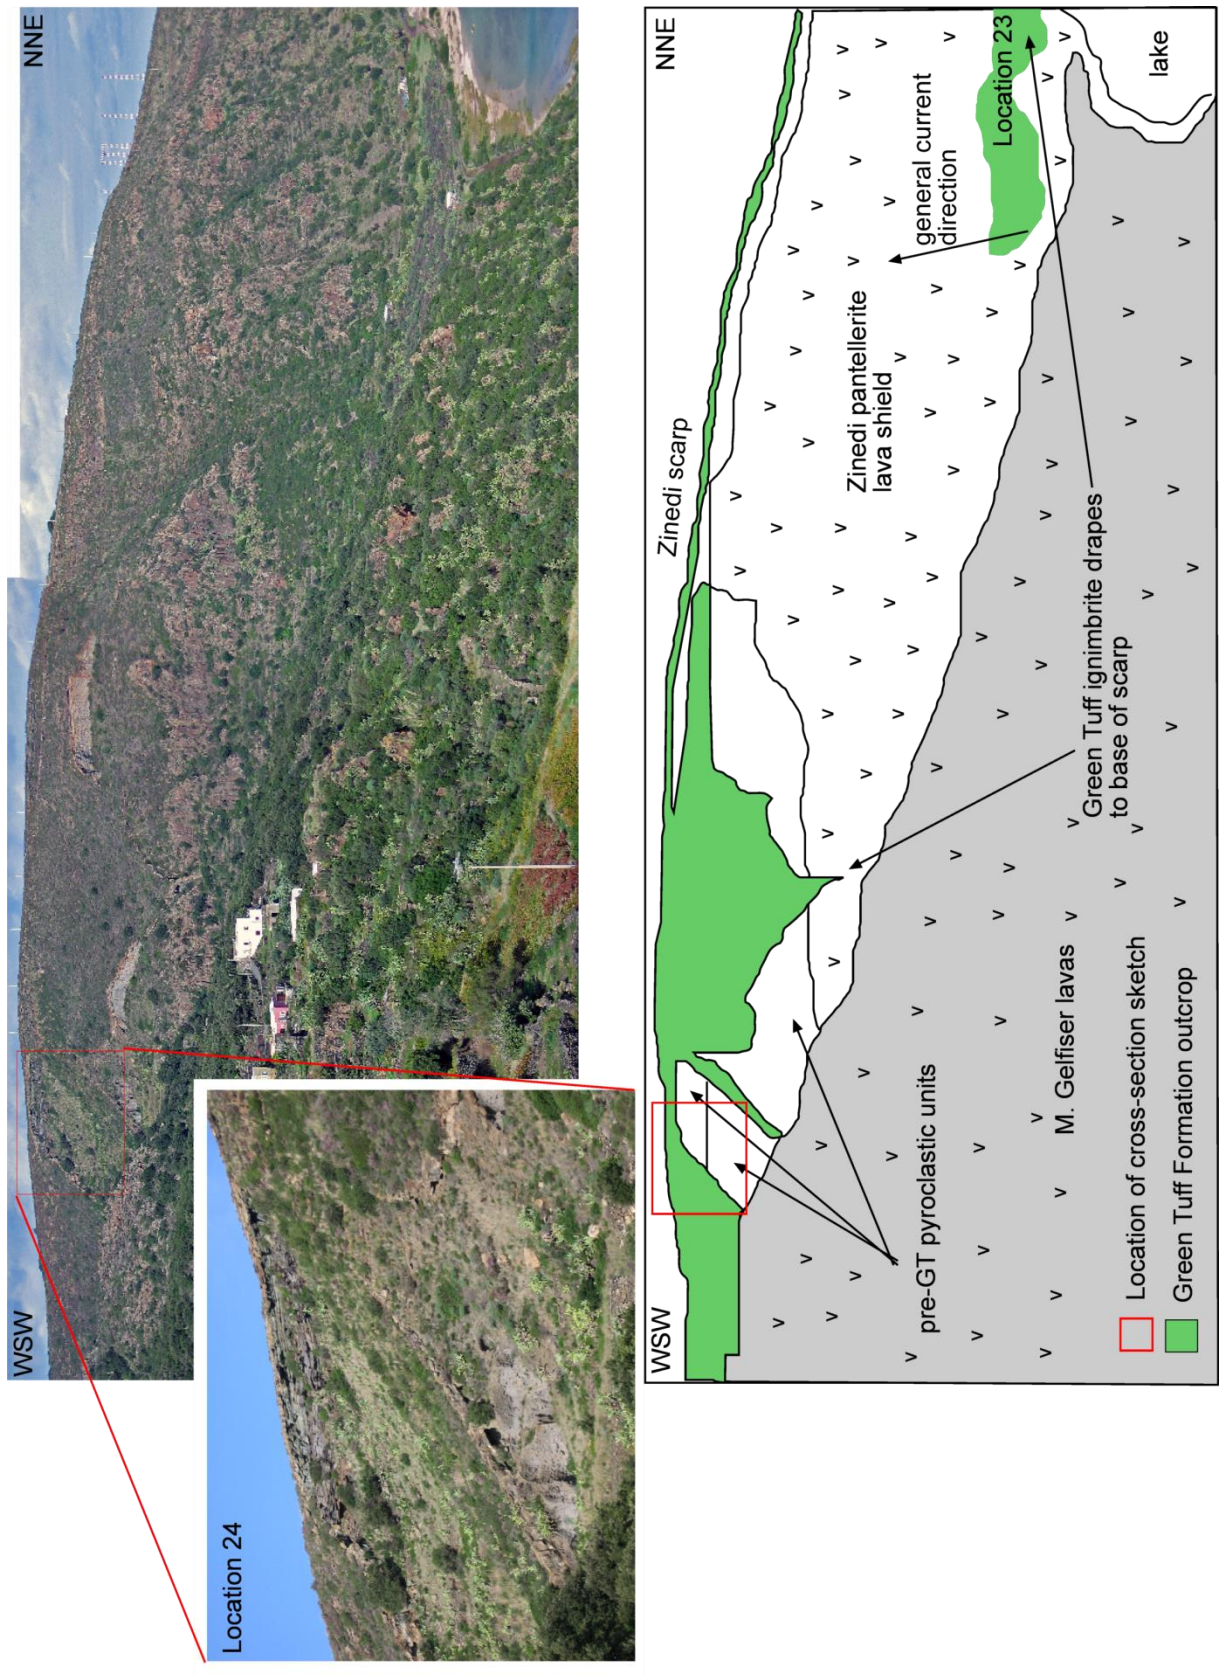 WSW
NNE
Location 24
WSW
NNE
Zinedi scarp
Zinedi pantellerite
lava shield
general current
direction
Location 23
lake
pre-GT pyroclastic units
M. Gelfiser lavas
Green Tuff ignimbrite drapes
to base of scarp
Location of cross-section sketch
Green Tuff Formation outcrop